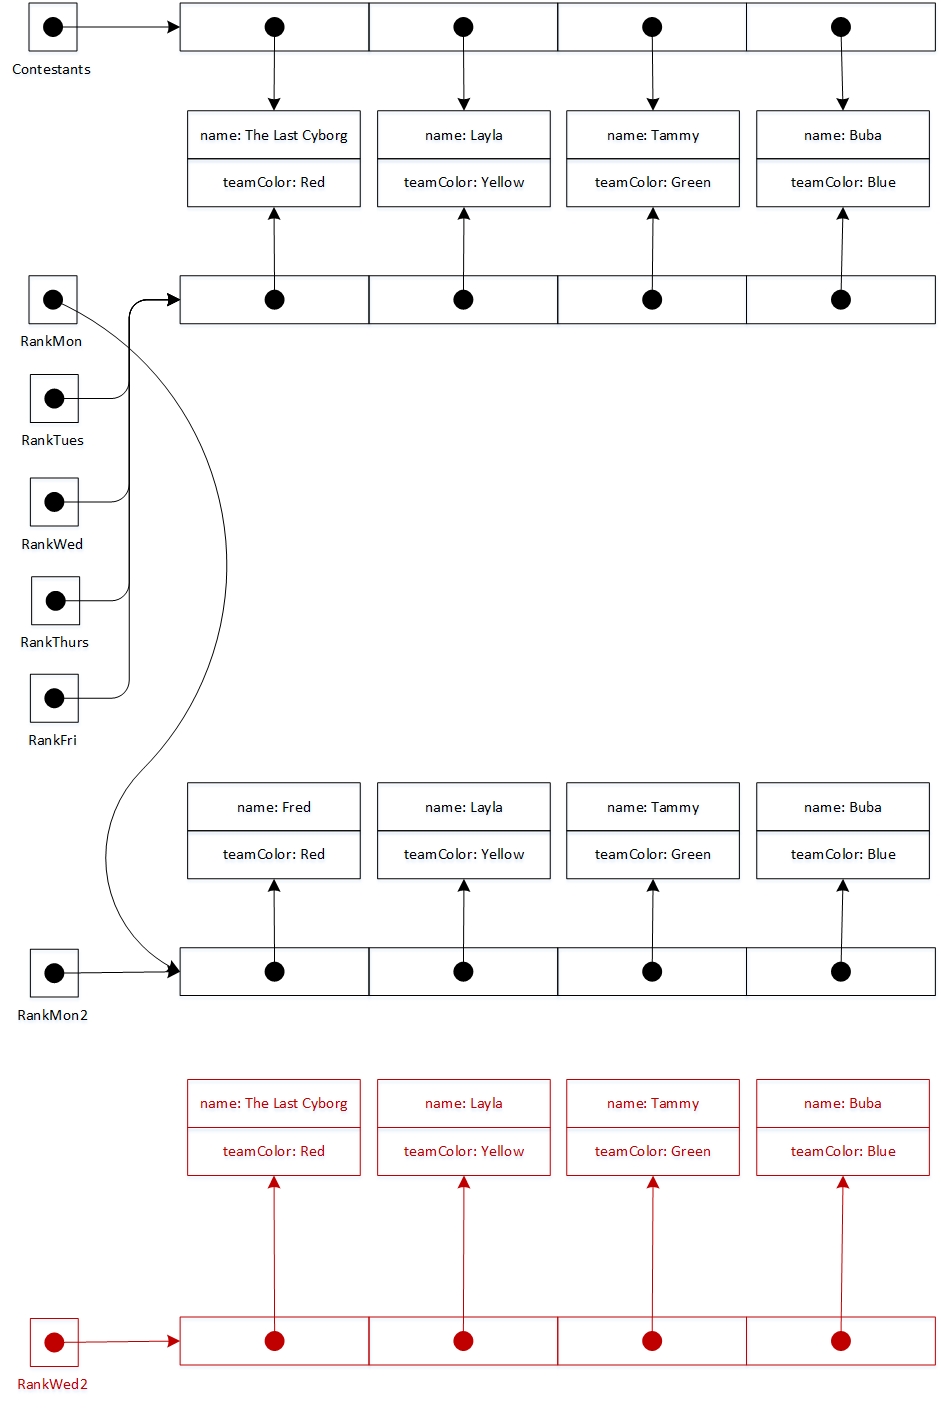 Contestants
name: The Last Cyborg
name: Layla
name: Tammy
name: Buba
teamColor: Red
teamColor: Yellow
teamColor: Green
teamColor: Blue
RankMon
RankTues
RankWed
RankThurs
RankFri
name: Fred
name: Layla
name: Tammy
name: Buba
teamColor: Red
teamColor: Yellow
teamColor: Green
teamColor: Blue
RankMon2
name: The Last Cyborg
name: Layla
name: Tammy
name: Buba
teamColor: Red
teamColor: Yellow
teamColor: Green
teamColor: Blue
RankWed2